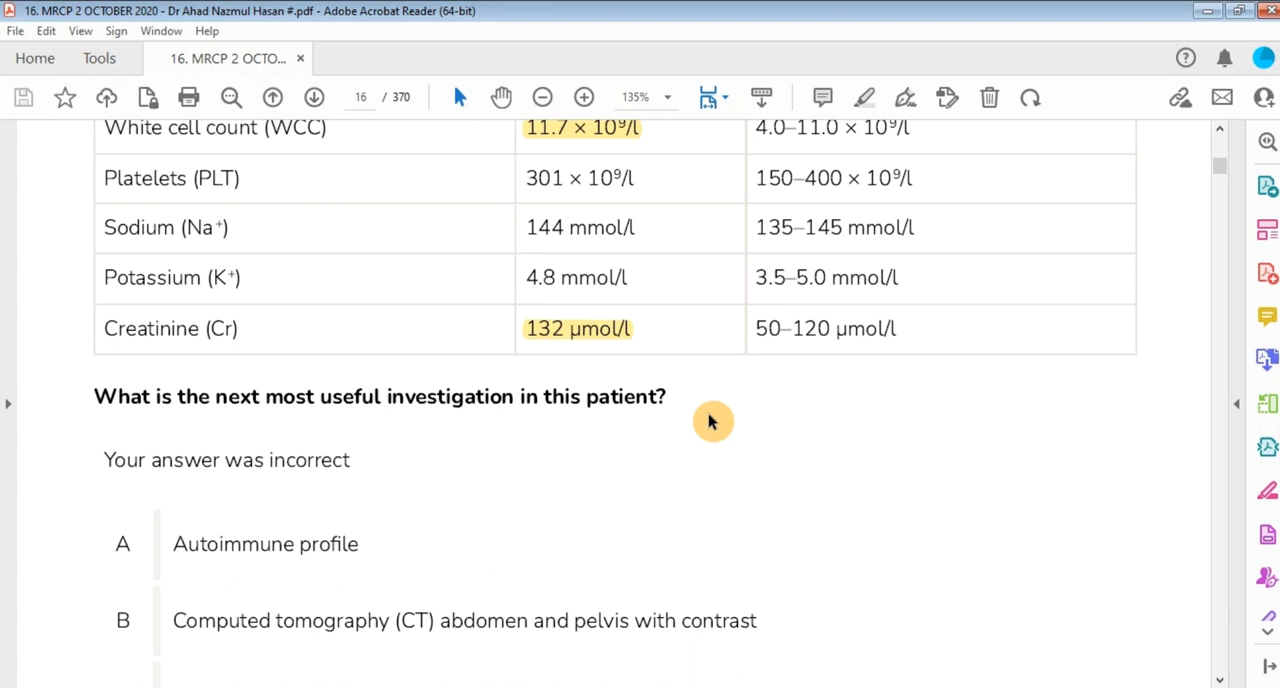 16. MRCP 2 OCTOBER 2020 - Dr Ahad Nazmul Hasan #.pdf - Adobe Acrobat Reader (64-bit)
File Edit View Sign Window Help
Home Tools 16. MRCP 2 OCTO... ×
16 / 370 135%
White cell count (WCC) 11.7 × 10⁹/l 4.0–11.0 × 10⁹/l
Platelets (PLT) 301 × 10⁹/l 150–400 × 10⁹/l
Sodium (Na⁺) 144 mmol/l 135–145 mmol/l
Potassium (K⁺) 4.8 mmol/l 3.5–5.0 mmol/l
Creatinine (Cr) 132 µmol/l 50–120 µmol/l
What is the next most useful investigation in this patient?
Your answer was incorrect
A Autoimmune profile
B Computed tomography (CT) abdomen and pelvis with contrast